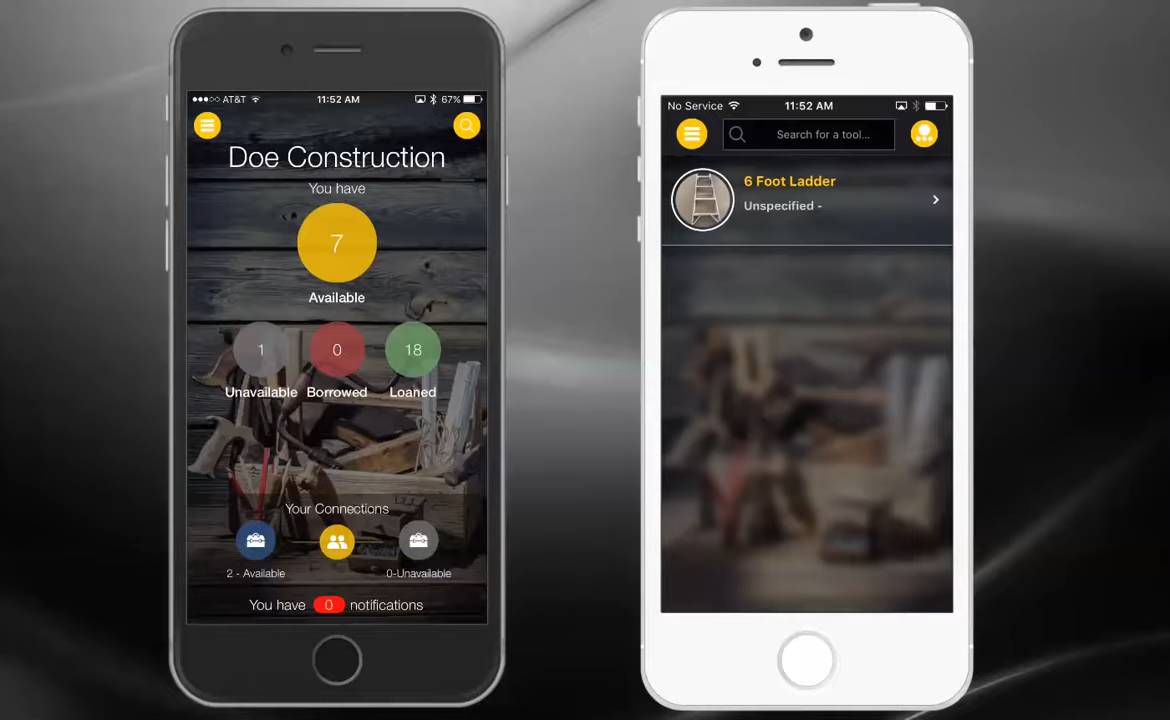 AT&T 11:52 AM 67%
Doe Construction
You have
7
Available
1 0 18
Unavailable Borrowed Loaned
Your Connections
2 - Available 0-Unavailable
You have 0 notifications
No Service 11:52 AM
Search for a tool...
6 Foot Ladder
Unspecified -